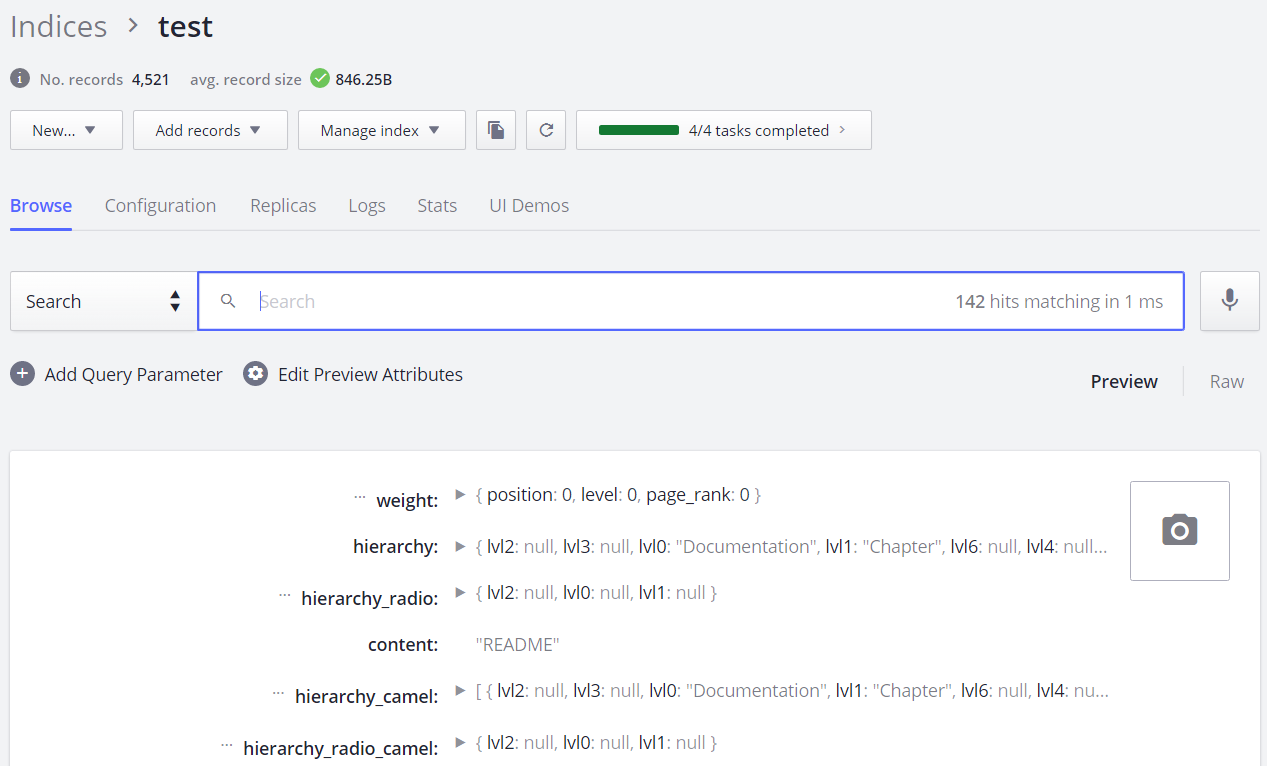 Indices > test
No. records 4,521 avg. record size 846.25B
New... Add records Manage index 4/4 tasks completed >
Browse Configuration Replicas Logs Stats UI Demos
Search Search 142 hits matching in 1 ms
Add Query Parameter Edit Preview Attributes Preview Raw
... weight: { position: 0, level: 0, page_rank: 0 }
hierarchy: { lvl2: null, lvl3: null, lvl0: "Documentation", lvl1: "Chapter", lvl6: null, lvl4: null...
... hierarchy_radio: { lvl2: null, lvl0: null, lvl1: null }
content: "README"
... hierarchy_camel: [ { lvl2: null, lvl3: null, lvl0: "Documentation", lvl1: "Chapter", lvl6: null, lvl4: nu...
... hierarchy_radio_camel: { lvl2: null, lvl0: null, lvl1: null }